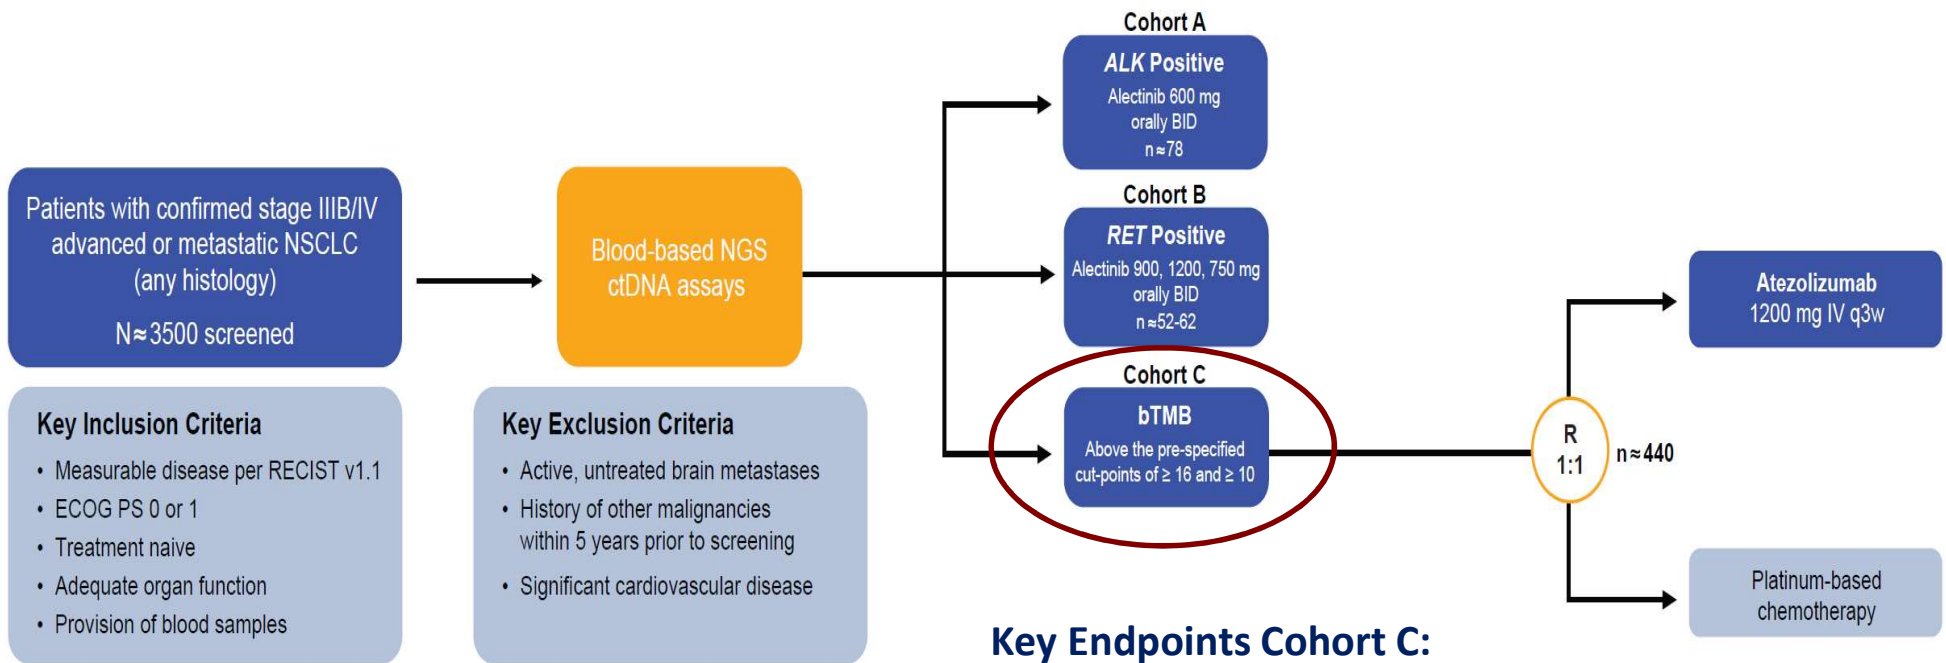 Patients with confirmed stage IIIB/IV
advanced or metastatic NSCLC
(any histology)
N≈3500 screened
Key Inclusion Criteria
• Measurable disease per RECIST v1.1
• ECOG PS 0 or 1
• Treatment naive
• Adequate organ function
• Provision of blood samples
Blood-based NGS
ctDNA assays
Key Exclusion Criteria
• Active, untreated brain metastases
• History of other malignancies
within 5 years prior to screening
• Significant cardiovascular disease
Cohort A
ALK Positive
Alectinib 600 mg
orally BID
n≈78
Cohort B
RET Positive
Alectinib 900, 1200, 750 mg
orally BID
n≈52-62
Cohort C
bTMB
Above the pre-specified
cut-points of ≥ 16 and ≥ 10
R
1:1
n≈440
Atezolizumab
1200 mg IV q3w
Platinum-based
chemotherapy
Key Endpoints Cohort C: